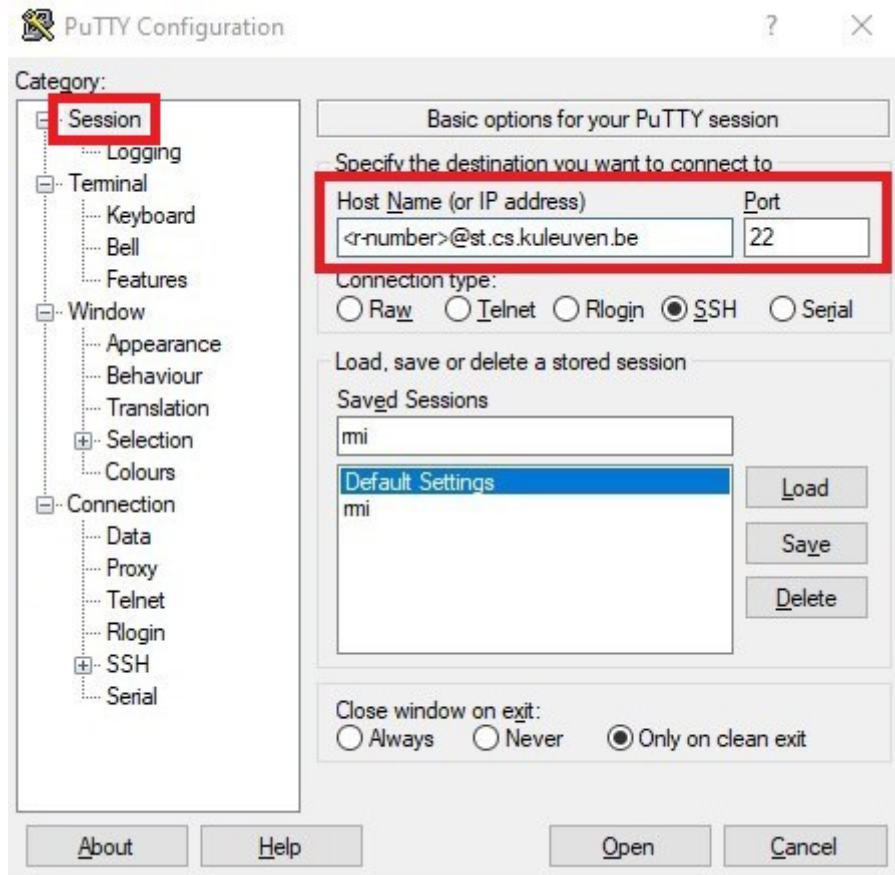 PuTTY Configuration
?
Category:
Session
Logging
Terminal
Keyboard
Bell
Features
Window
Appearance
Behaviour
Translation
Selection
Colours
Connection
Data
Proxy
Telnet
Rlogin
SSH
Serial
Basic options for your PuTTY session
Specify the destination you want to connect to
Host Name (or IP address) Port
<r-number>@st.cs.kuleuven.be 22
Connection type:
Raw Telnet Rlogin SSH Serial
Load, save or delete a stored session
Saved Sessions
rmi
Default Settings
rmi
Load
Save
Delete
Close window on exit:
Always Never Only on clean exit
About Help Open Cancel